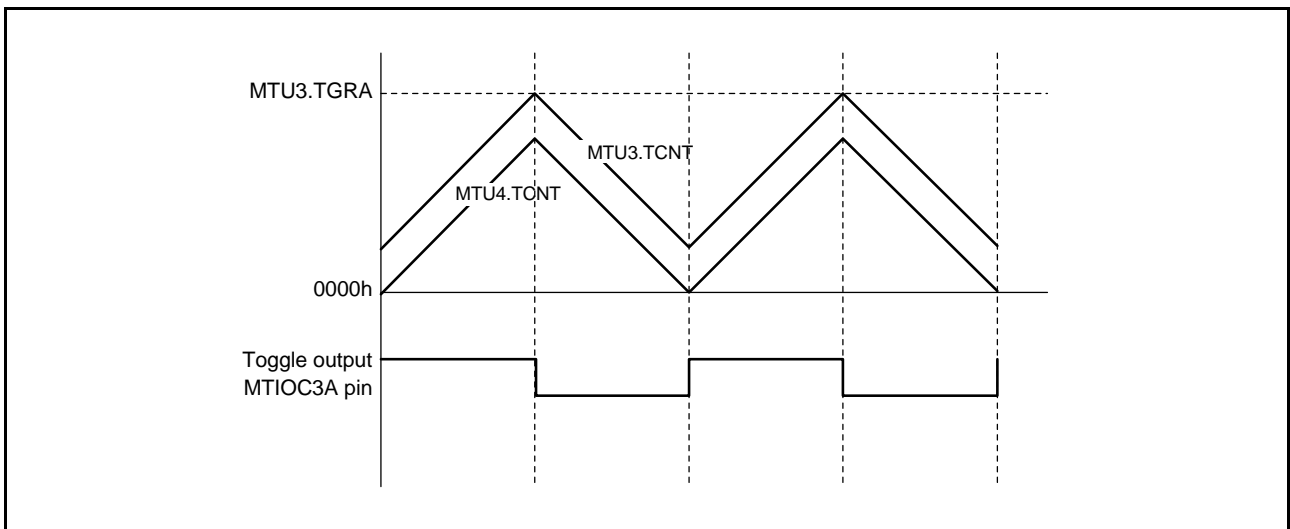 MTU3.TGRA
MTU3.TCNT
MTU4.TCNT
0000h
Toggle output
MTIOC3A pin